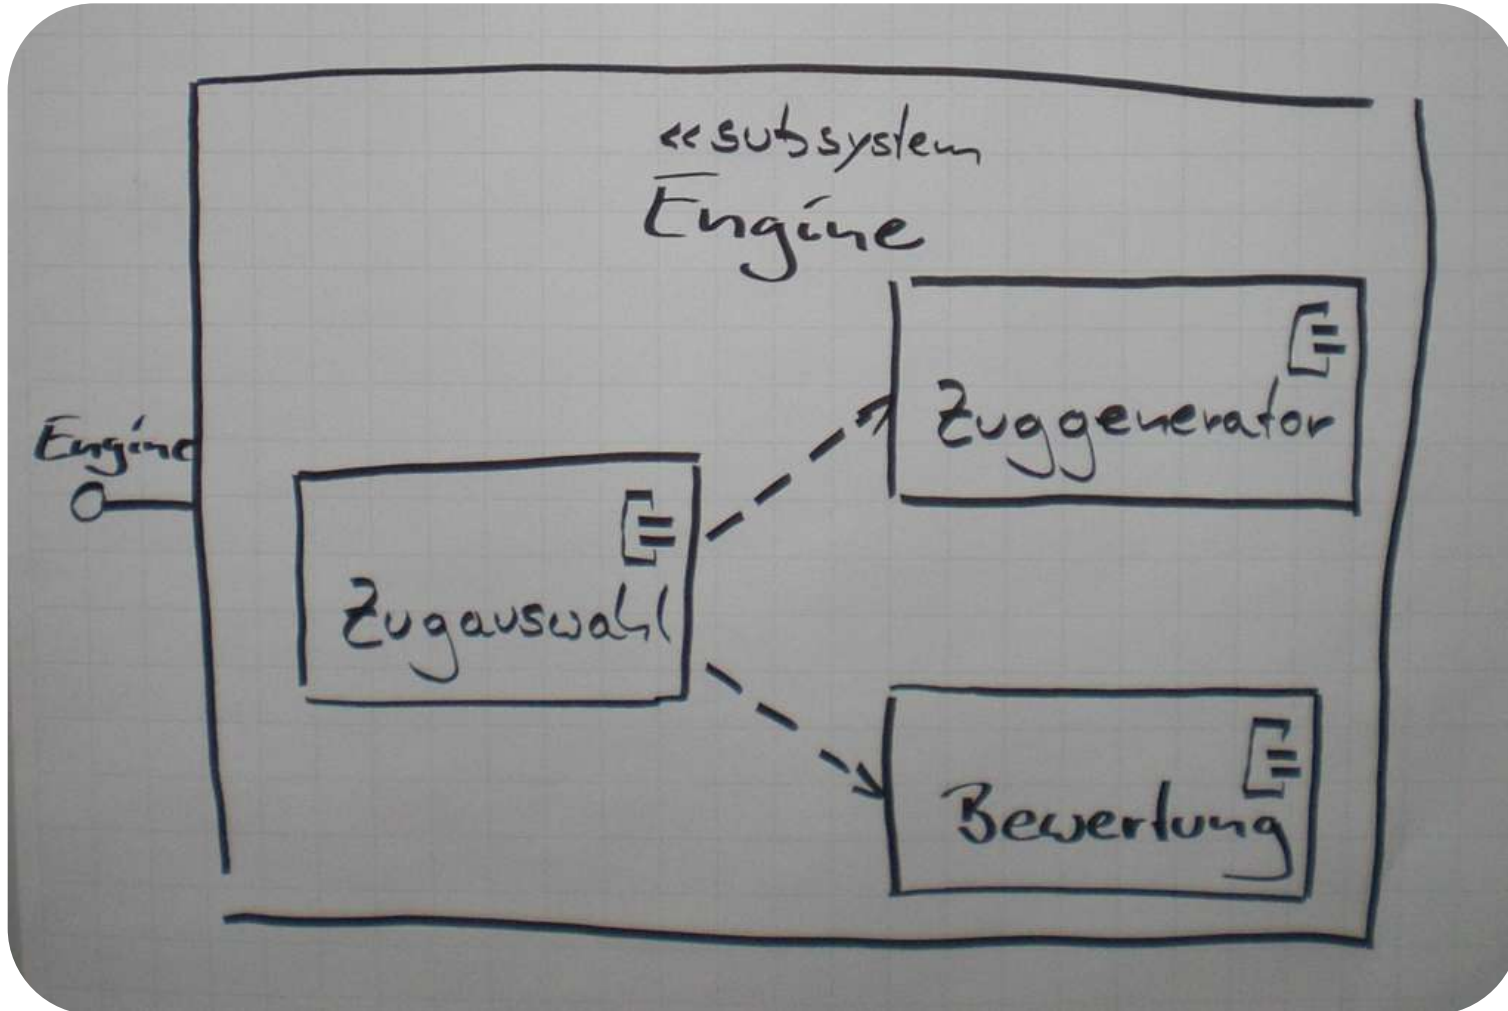 «subsystem
Engine
Engine
Zuggenerator
Zugauswahl
Bewertung